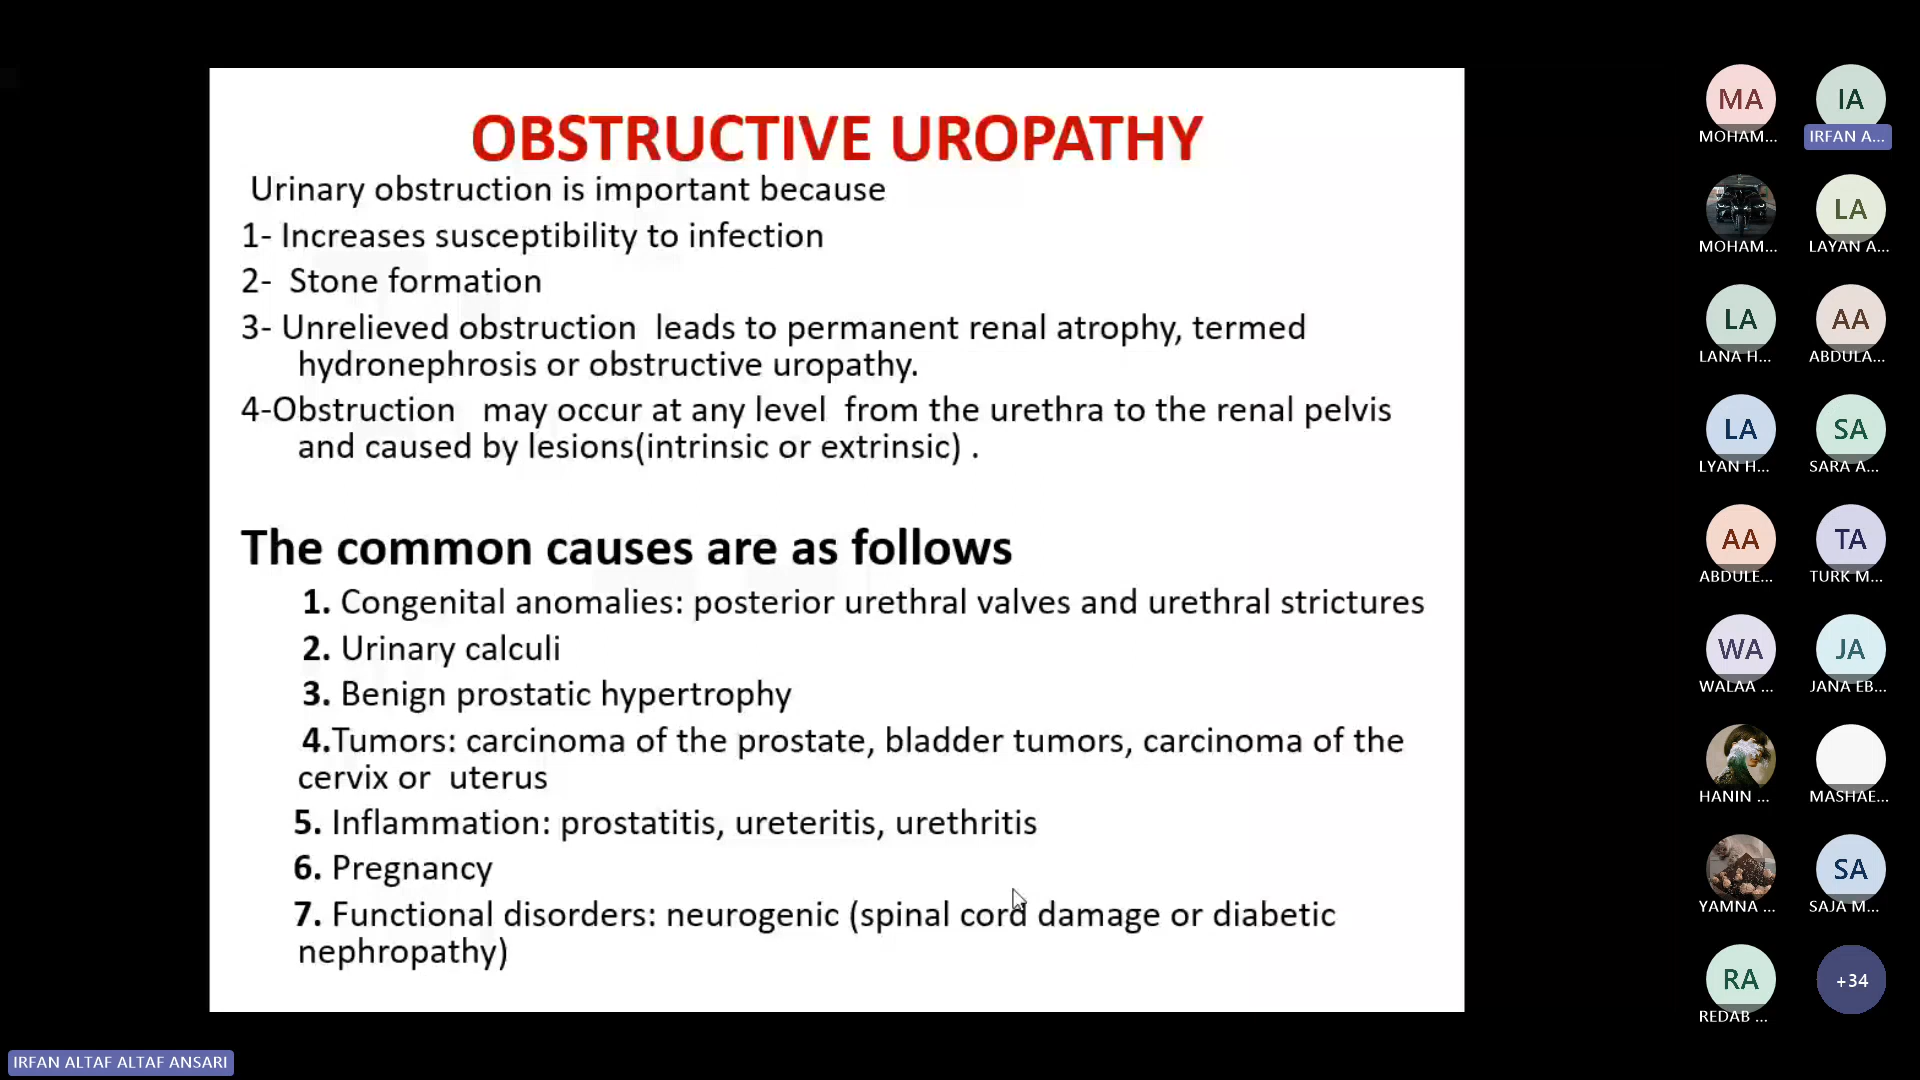 OBSTRUCTIVE UROPATHY
Urinary obstruction is important because
1- Increases susceptibility to infection
2- Stone formation
3- Unrelieved obstruction leads to permanent renal atrophy, termed
hydronephrosis or obstructive uropathy.
4-Obstruction may occur at any level from the urethra to the renal pelvis
and caused by lesions(intrinsic or extrinsic) .
The common causes are as follows
1. Congenital anomalies: posterior urethral valves and urethral strictures
2. Urinary calculi
3. Benign prostatic hypertrophy
4.Tumors: carcinoma of the prostate, bladder tumors, carcinoma of the
cervix or uterus
5. Inflammation: prostatitis, ureteritis, urethritis
6. Pregnancy
7. Functional disorders: neurogenic (spinal cord damage or diabetic
nephropathy)
MA IA
MOHAM... IRFAN A...
LA
MOHAM... LAYAN A...
LA AA
LANA H... ABDULA...
LA SA
LYAN H... SARA A...
AA TA
ABDULE... TURK M...
WA JA
WALAA ... JANA EB...
HANIN ... MASHAE...
SA
YAMNA ... SAJA M...
RA +34
REDAB ...
IRFAN ALTAF ALTAF ANSARI